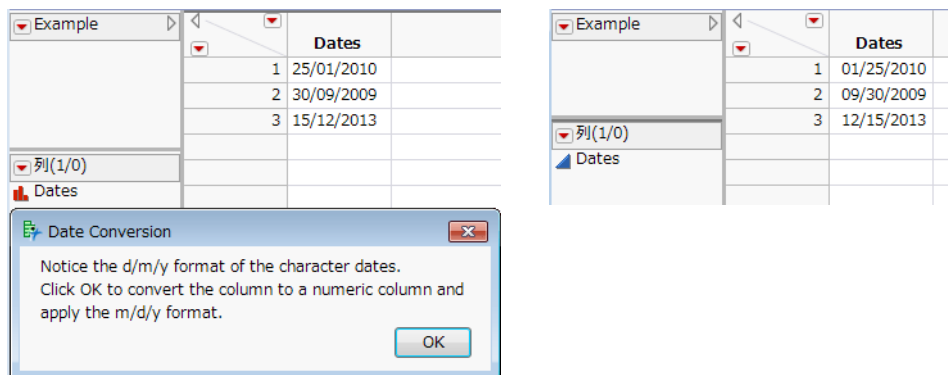 Example
Dates
1 25/01/2010
2 30/09/2009
3 15/12/2013
列(1/0)
Dates
Date Conversion
Notice the d/m/y format of the character dates.
Click OK to convert the column to a numeric column and
apply the m/d/y format.
OK
Example
Dates
1 01/25/2010
2 09/30/2009
3 12/15/2013
列(1/0)
Dates